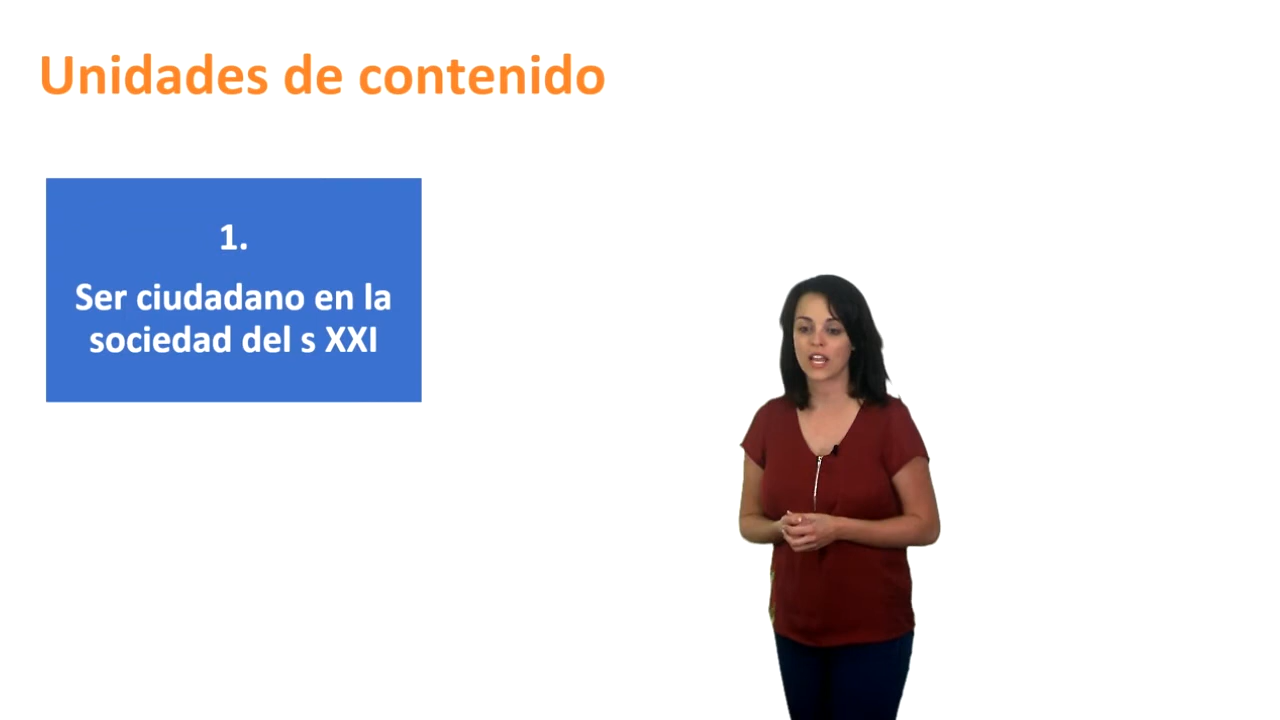 Unidades de contenido
1.
Ser ciudadano en la
sociedad del s XXI